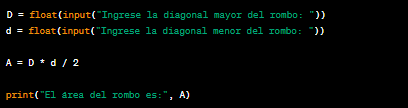 D = float(input("Ingrese la diagonal mayor del rombo: "))
d = float(input("Ingrese la diagonal menor del rombo: "))
A = D * d / 2
print("El área del rombo es:", A)